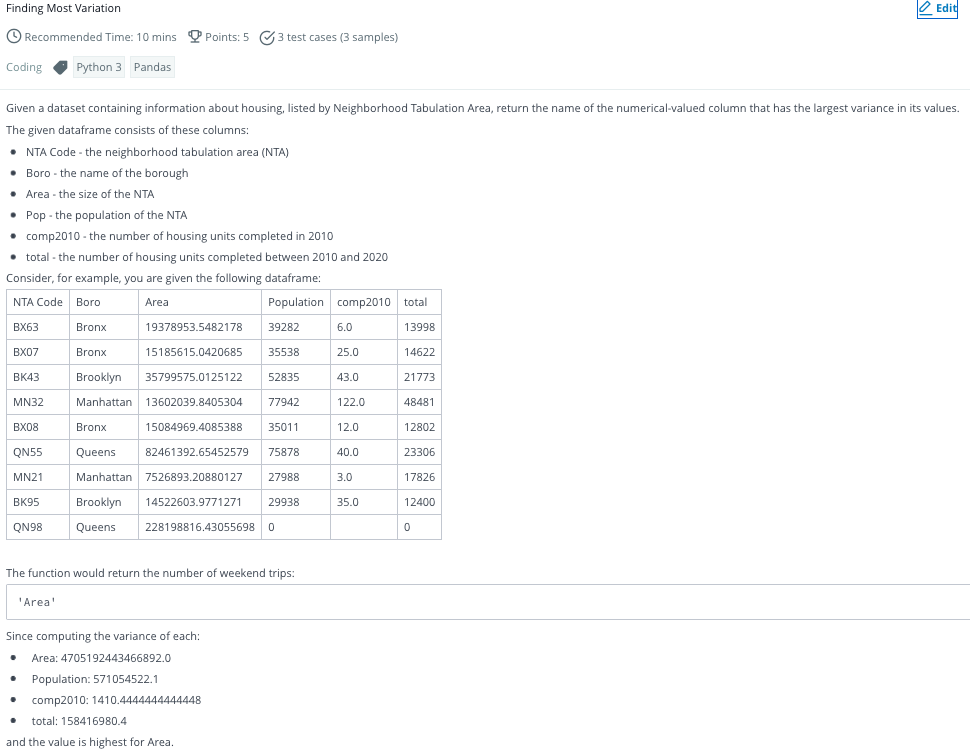 Finding Most Variation
Edit
Recommended Time: 10 mins Points: 5 3 test cases (3 samples)
Coding Python 3 Pandas
Given a dataset containing information about housing, listed by Neighborhood Tabulation Area, return the name of the numerical-valued column that has the largest variance in its values.
The given dataframe consists of these columns:
NTA Code - the neighborhood tabulation area (NTA)
Boro - the name of the borough
Area - the size of the NTA
Pop - the population of the NTA
comp2010 - the number of housing units completed in 2010
total - the number of housing units completed between 2010 and 2020
Consider, for example, you are given the following dataframe:
NTA Code Boro Area Population comp2010 total
BX63 Bronx 19378953.5482178 39282 6.0 13998
BX07 Bronx 15185615.0420685 35538 25.0 14622
BK43 Brooklyn 35799575.0125122 52835 43.0 21773
MN32 Manhattan 13602039.8405304 77942 122.0 48481
BX08 Bronx 15084969.4085388 35011 12.0 12802
QN55 Queens 82461392.65452579 75878 40.0 23306
MN21 Manhattan 7526893.20880127 27988 3.0 17826
BK95 Brooklyn 14522603.9771271 29938 35.0 12400
QN98 Queens 228198816.43055698 0 0
The function would return the number of weekend trips:
'Area'
Since computing the variance of each:
Area: 4705192443466892.0
Population: 571054522.1
comp2010: 1410.4444444444448
total: 158416980.4
and the value is highest for Area.